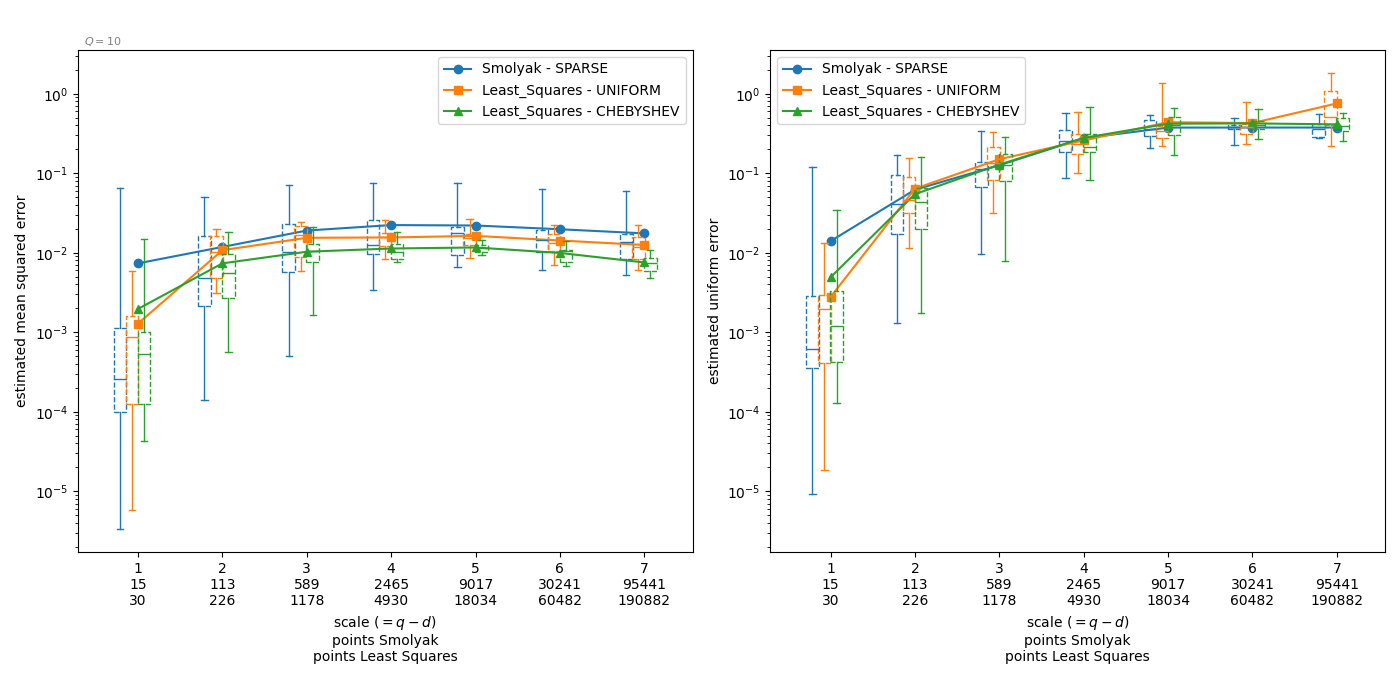 Q = 10
estimated mean squared error
10⁰
10⁻¹
10⁻²
10⁻³
10⁻⁴
10⁻⁵
Smolyak - SPARSE
Least_Squares - UNIFORM
Least_Squares - CHEBYSHEV
1 2 3 4 5 6 7
15 113 589 2465 9017 30241 95441
30 226 1178 4930 18034 60482 190882
scale (= q − d)
points Smolyak
points Least Squares
estimated uniform error
10⁰
10⁻¹
10⁻²
10⁻³
10⁻⁴
10⁻⁵
Smolyak - SPARSE
Least_Squares - UNIFORM
Least_Squares - CHEBYSHEV
1 2 3 4 5 6 7
15 113 589 2465 9017 30241 95441
30 226 1178 4930 18034 60482 190882
scale (= q − d)
points Smolyak
points Least Squares